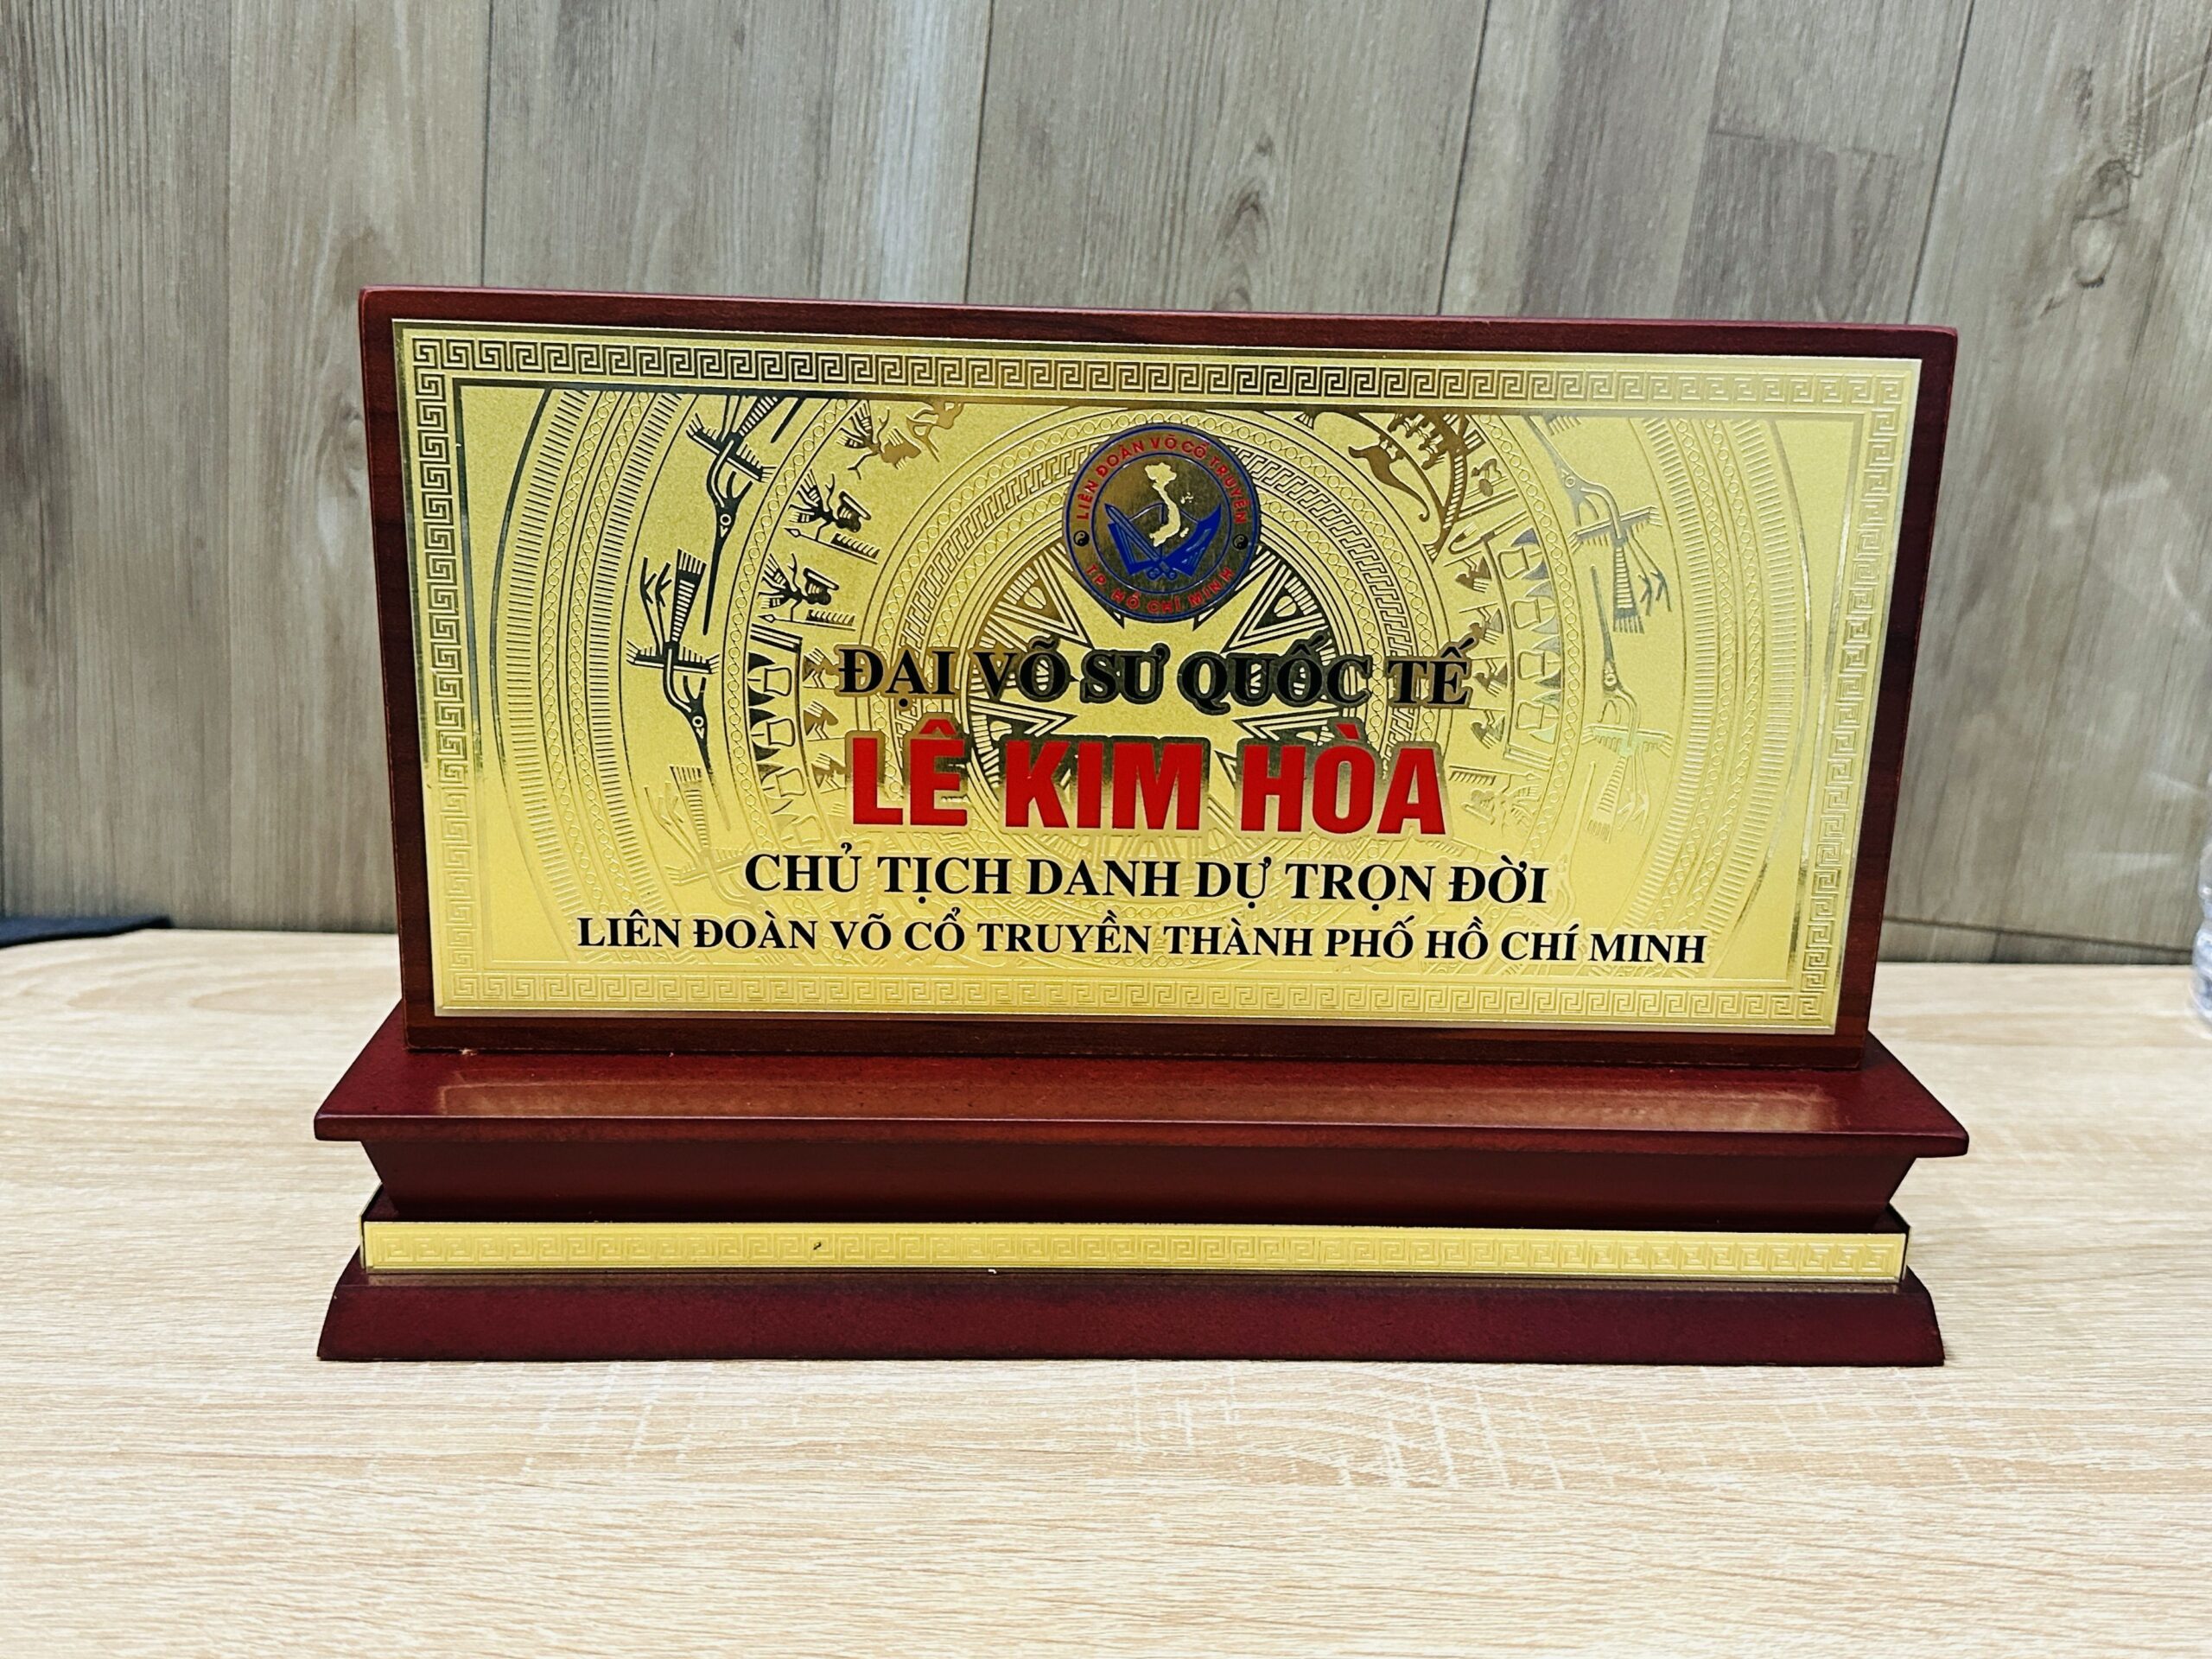 LIÊN ĐOÀN VÕ CỔ TRUYỀN
TP. HỒ CHÍ MINH
ĐẠI VÕ SƯ QUỐC TẾ
LÊ KIM HÒA
CHỦ TỊCH DANH DỰ TRỌN ĐỜI
LIÊN ĐOÀN VÕ CỔ TRUYỀN THÀNH PHỐ HỒ CHÍ MINH